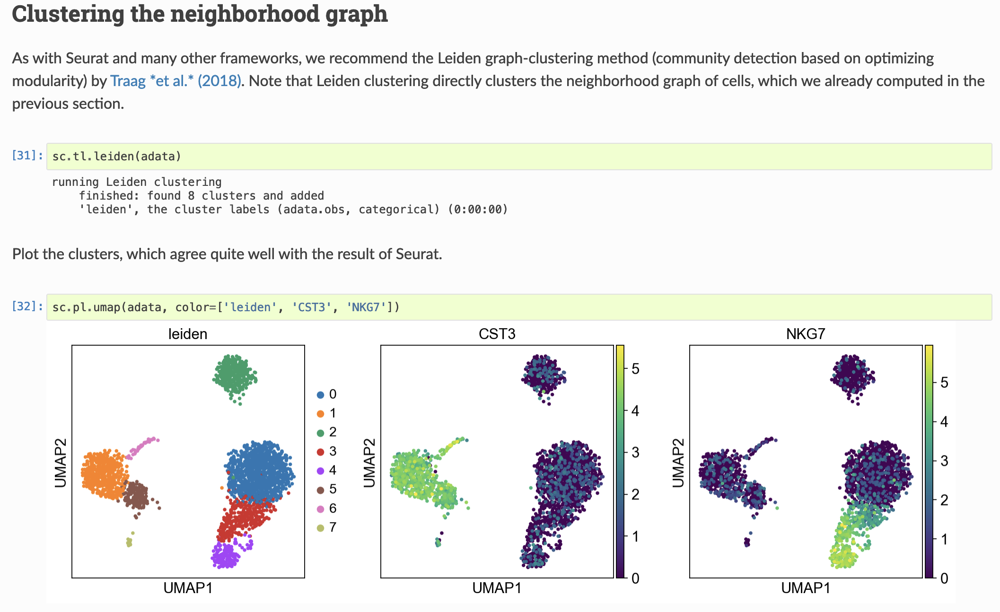 Clustering the neighborhood graph
As with Seurat and many other frameworks, we recommend the Leiden graph-clustering method (community detection based on optimizing
modularity) by Traag *et al.* (2018). Note that Leiden clustering directly clusters the neighborhood graph of cells, which we already computed in the
previous section.
[31]: sc.tl.leiden(adata)
running Leiden clustering
    finished: found 8 clusters and added
    'leiden', the cluster labels (adata.obs, categorical) (0:00:00)
Plot the clusters, which agree quite well with the result of Seurat.
[32]: sc.pl.umap(adata, color=['leiden', 'CST3', 'NKG7'])
leiden
UMAP2
UMAP1
0
1
2
3
4
5
6
7
CST3
UMAP2
UMAP1
5
4
3
2
1
0
NKG7
UMAP2
UMAP1
5
4
3
2
1
0